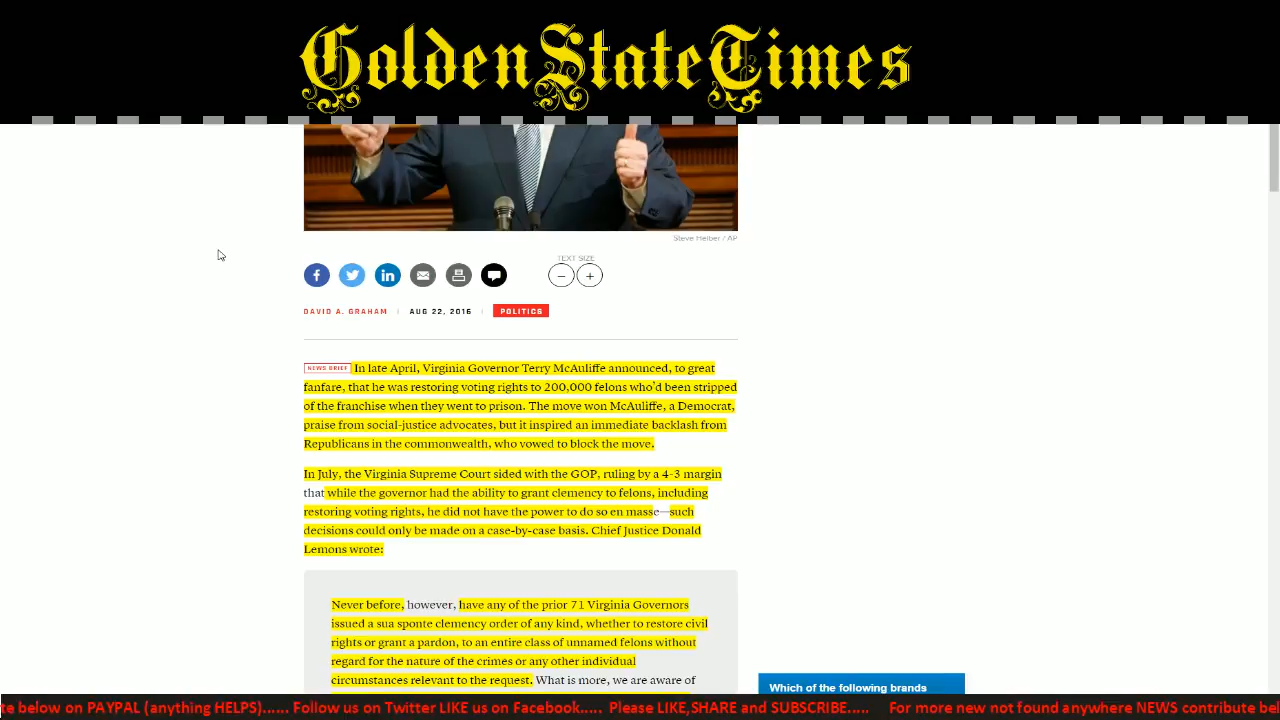 Golden State Times
Steve Helber / AP
TEXT SIZE
DAVID A. GRAHAM | AUG 22, 2016 | POLITICS
NEWS BRIEF In late April, Virginia Governor Terry McAuliffe announced, to great
fanfare, that he was restoring voting rights to 200,000 felons who'd been stripped
of the franchise when they went to prison. The move won McAuliffe, a Democrat,
praise from social-justice advocates, but it inspired an immediate backlash from
Republicans in the commonwealth, who vowed to block the move.
In July, the Virginia Supreme Court sided with the GOP, ruling by a 4-3 margin
that while the governor had the ability to grant clemency to felons, including
restoring voting rights, he did not have the power to do so en masse—such
decisions could only be made on a case-by-case basis. Chief Justice Donald
Lemons wrote:
Never before, however, have any of the prior 71 Virginia Governors
issued a sua sponte clemency order of any kind, whether to restore civil
rights or grant a pardon, to an entire class of unnamed felons without
regard for the nature of the crimes or any other individual
circumstances relevant to the request. What is more, we are aware of
Which of the following brands
te below on PAYPAL (anything HELPS)...... Follow us on Twitter LIKE us on Facebook..... Please LIKE,SHARE and SUBSCRIBE..... For more new not found anywhere NEWS contribute bel